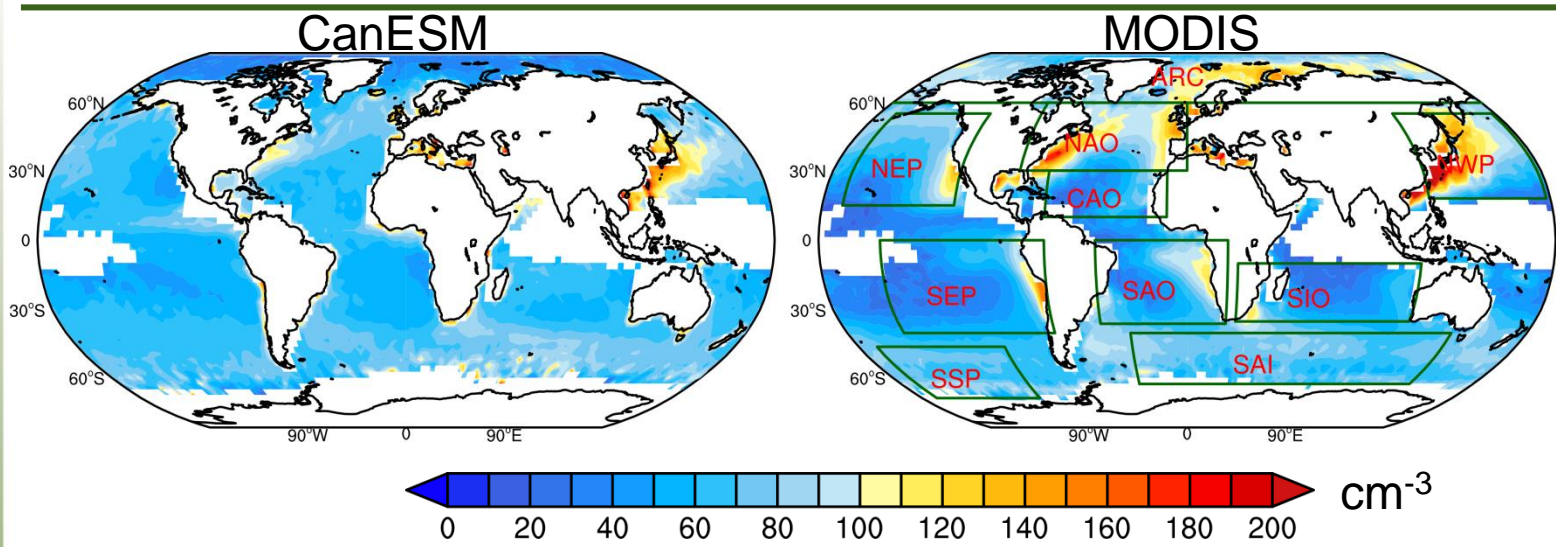 CanESM
MODIS
60°N
30°N
0
30°S
60°S
90°W 0 90°E
ARC
NEP
NAO
NWP
CAO
SEP
SAO
SIO
SSP
SAI
60°N
30°N
0
30°S
60°S
90°W 0 90°E
0 20 40 60 80 100 120 140 160 180 200
cm⁻³